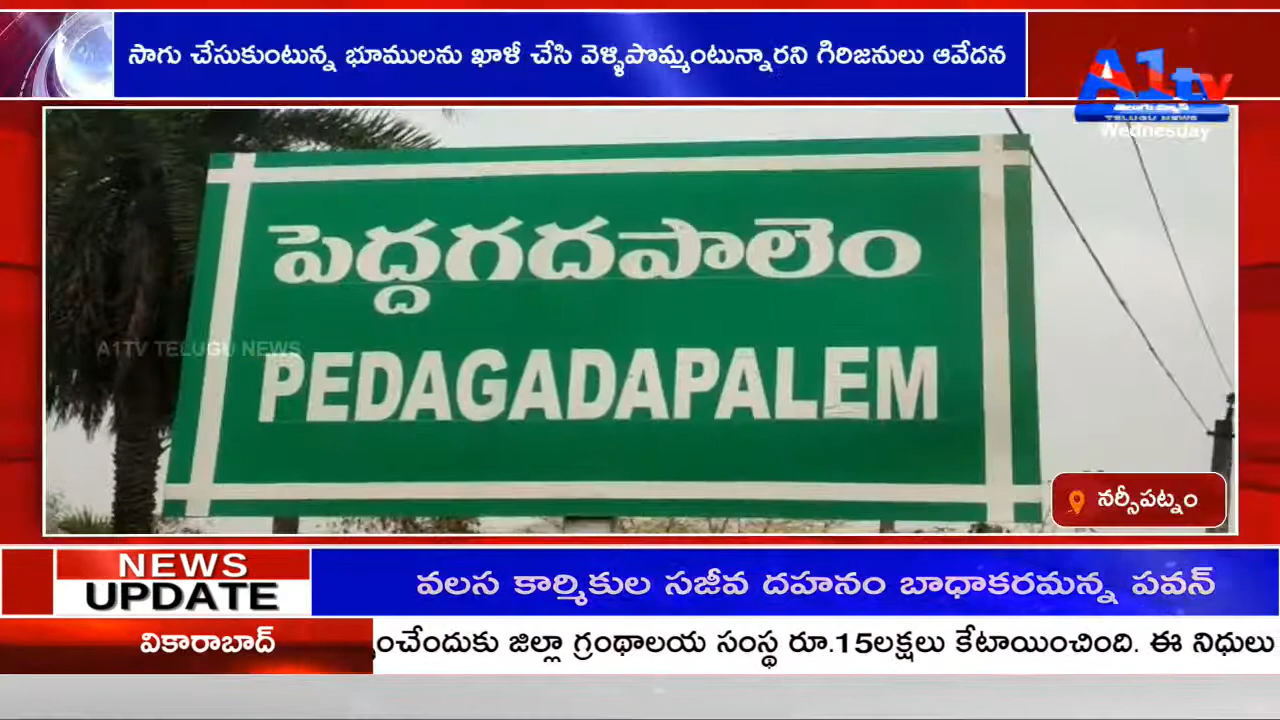 సాగు చేసుకుంటున్న భూములను ఖాళీ చేసి వెళ్ళిపొమ్మంటున్నారని గిరిజనులు ఆవేదన
A1tv
తెలుగు న్యూస్
TELUGU NEWS
Wednesday
పెద్దగదపాలెం
A1TV TELUGU NEWS
PEDAGADAPALEM
నర్సీపట్నం
NEWS
UPDATE
వలస కార్మికుల సజీవ దహనం బాధాకరమన్న పవన్
వికారాబాద్
ంచేందుకు జిల్లా గ్రంథాలయ సంస్థ రూ.15లక్షలు కేటాయించింది. ఈ నిధులు